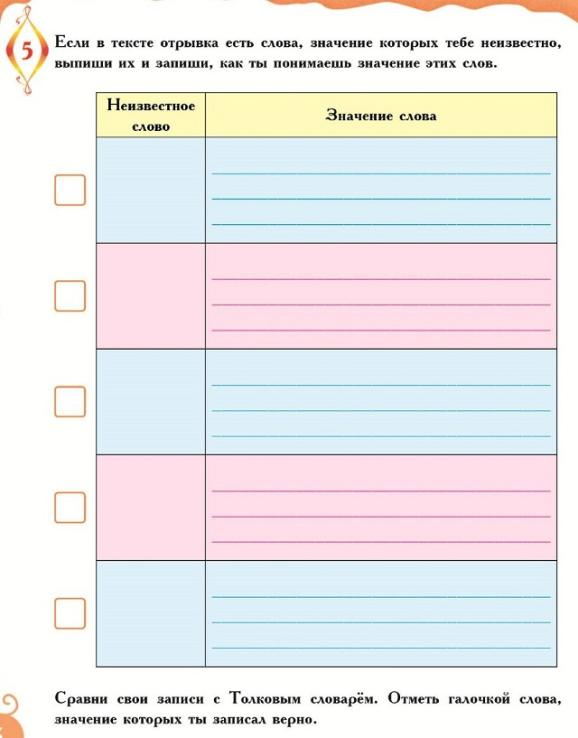 5
Если в тексте отрывка есть слова, значение которых тебе неизвестно,
выпиши их и запиши, как ты понимаешь значение этих слов.
Неизвестное
слово
Значение слова
Сравни свои записи с Толковым словарём. Отметь галочкой слова,
значение которых ты записал верно.